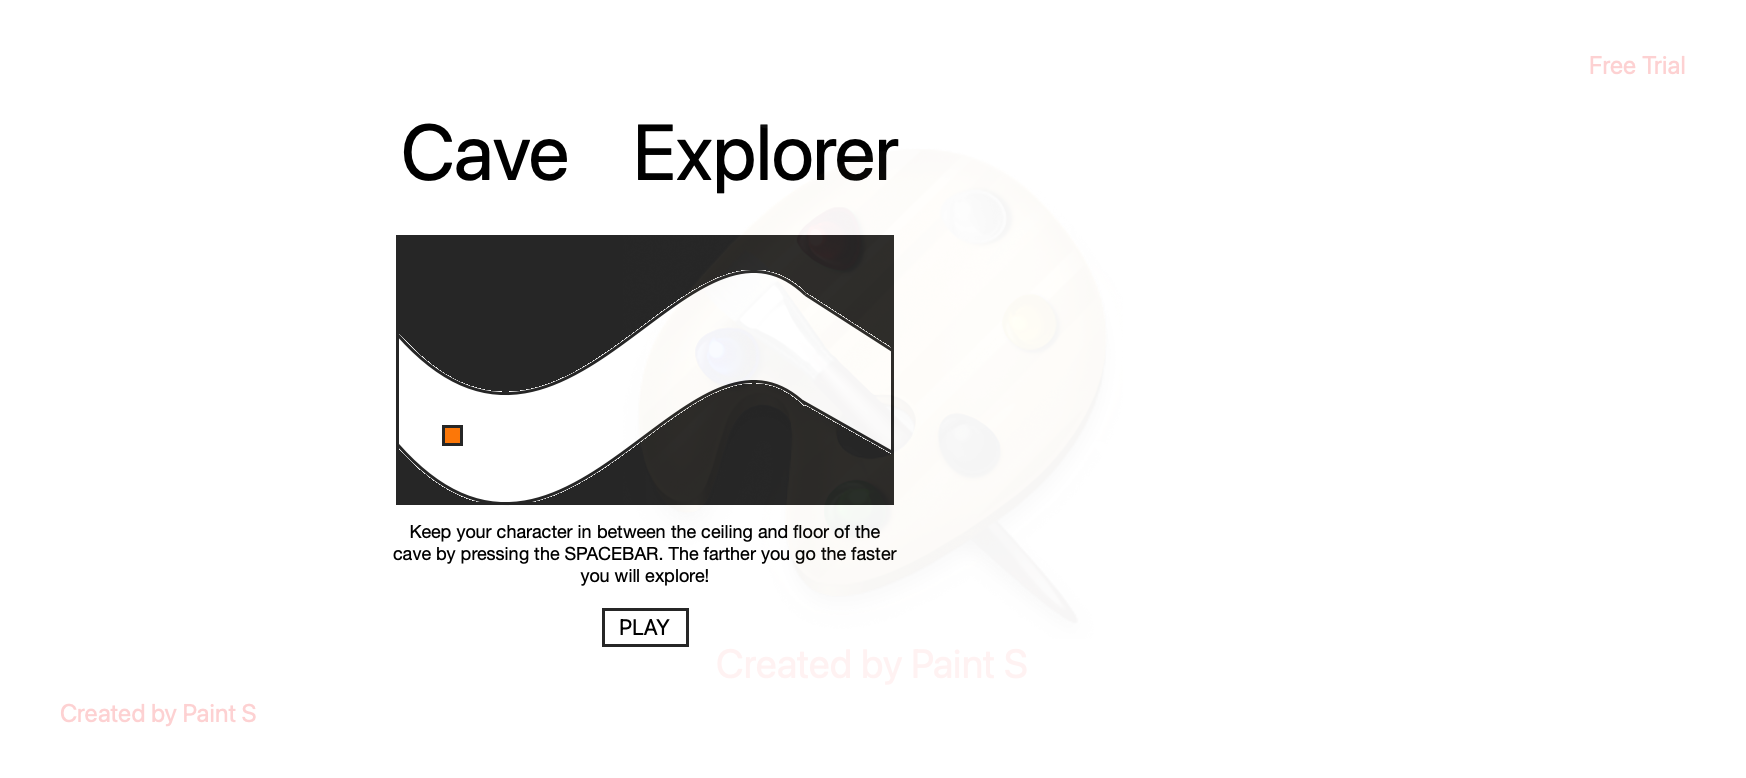 Free Trial
Cave Explorer
Keep your character in between the ceiling and floor of the
cave by pressing the SPACEBAR. The farther you go the faster
you will explore!
PLAY
Created by Paint S
Created by Paint S